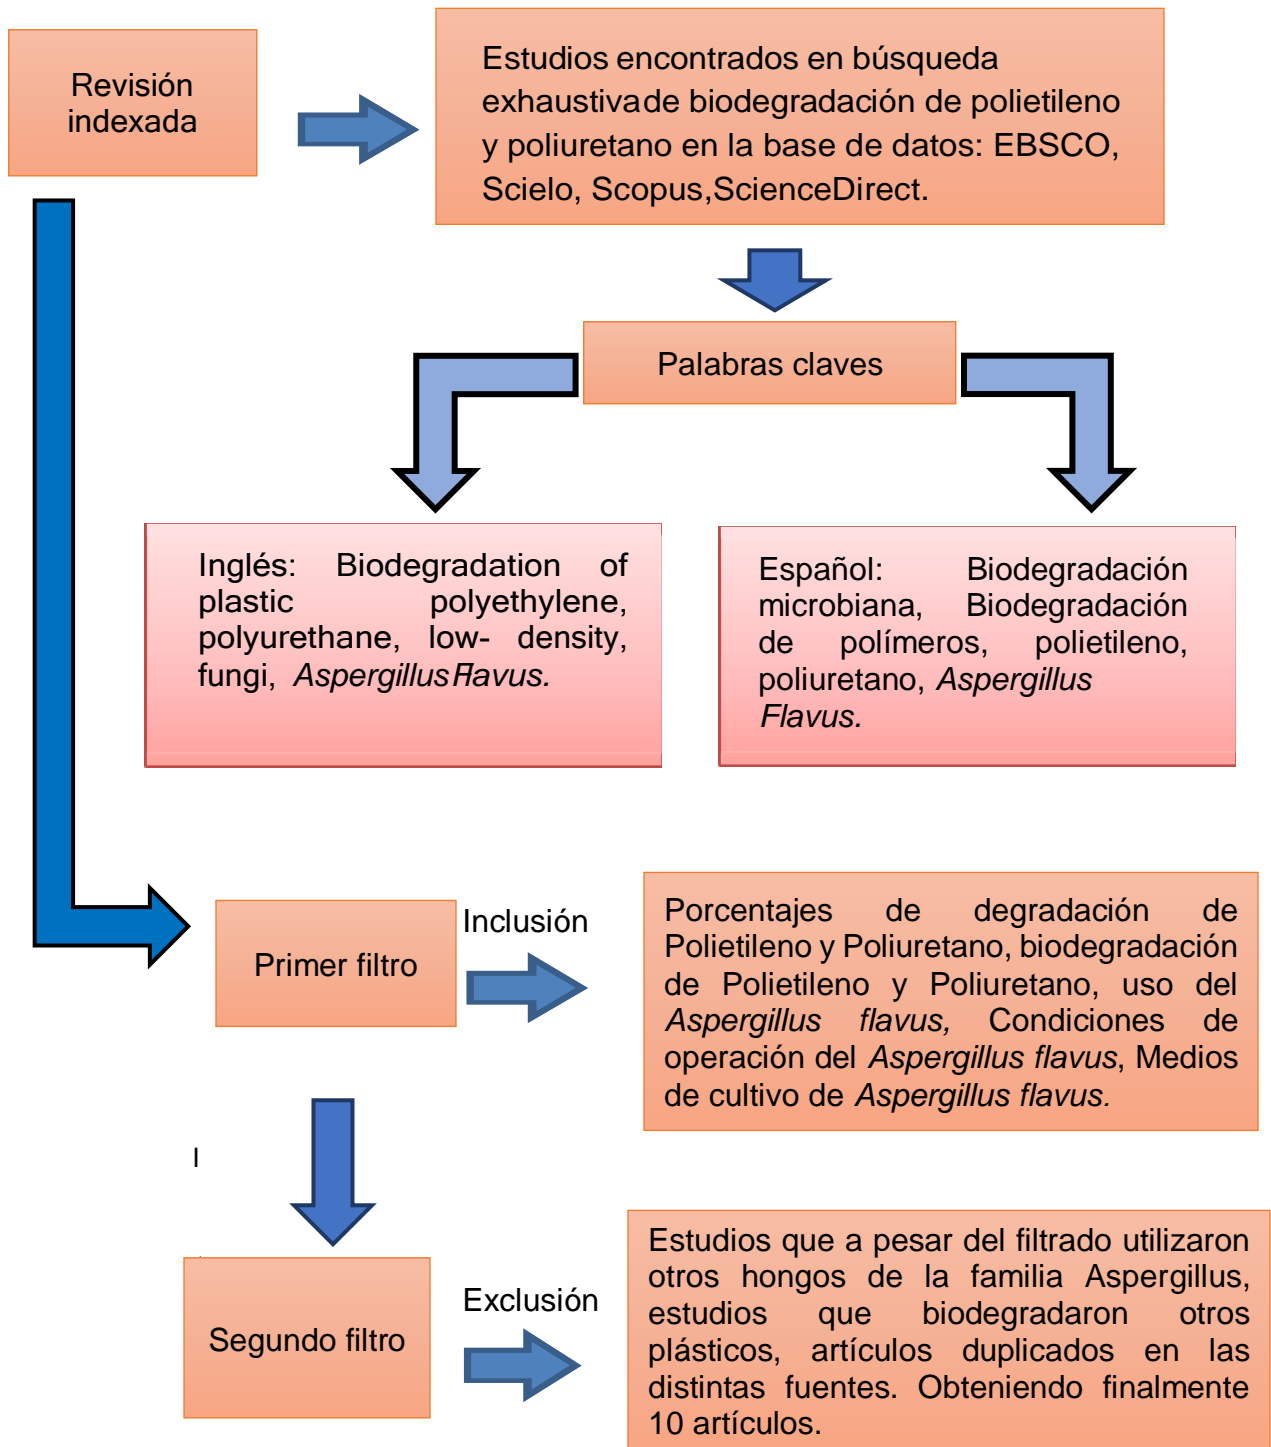 Revisión
indexada
Estudios encontrados en búsqueda
exhaustivade biodegradación de polietileno
y poliuretano en la base de datos: EBSCO,
Scielo, Scopus,ScienceDirect.
Palabras claves
Inglés: Biodegradation of
plastic polyethylene,
polyurethane, low- density,
fungi, Aspergillus Flavus.
Español: Biodegradación
microbiana, Biodegradación
de polímeros, polietileno,
poliuretano, Aspergillus
Flavus.
Primer filtro
Inclusión
Porcentajes de degradación de
Polietileno y Poliuretano, biodegradación
de Polietileno y Poliuretano, uso del
Aspergillus flavus, Condiciones de
operación del Aspergillus flavus, Medios
de cultivo de Aspergillus flavus.
l
Segundo filtro
Exclusión
Estudios que a pesar del filtrado utilizaron
otros hongos de la familia Aspergillus,
estudios que biodegradaron otros
plásticos, artículos duplicados en las
distintas fuentes. Obteniendo finalmente
10 artículos.